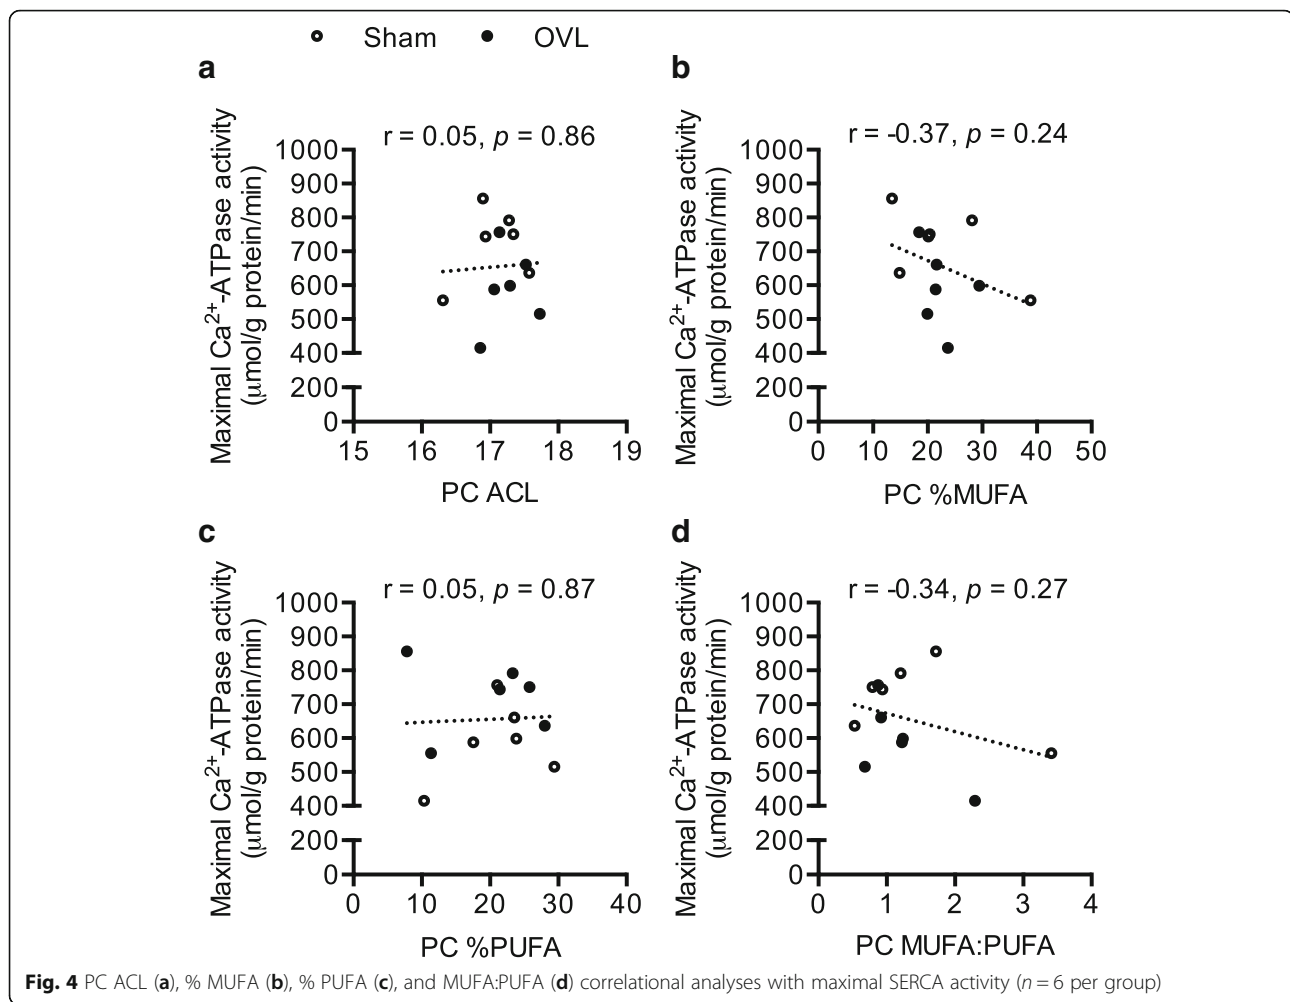 Sham OVL
a
r = 0.05, p = 0.86
Maximal Ca²⁺-ATPase activity
(μmol/g protein/min)
1000
900
800
700
600
500
400
200
0
15 16 17 18 19
PC ACL
b
r = -0.37, p = 0.24
Maximal Ca²⁺-ATPase activity
(μmol/g protein/min)
1000
900
800
700
600
500
400
200
0
0 10 20 30 40 50
PC %MUFA
c
r = 0.05, p = 0.87
Maximal Ca²⁺-ATPase activity
(μmol/g protein/min)
1000
900
800
700
600
500
400
200
0
0 10 20 30 40
PC %PUFA
d
r = -0.34, p = 0.27
Maximal Ca²⁺-ATPase activity
(μmol/g protein/min)
1000
900
800
700
600
500
400
200
0
0 1 2 3 4
PC MUFA:PUFA
Fig. 4 PC ACL (a), % MUFA (b), % PUFA (c), and MUFA:PUFA (d) correlational analyses with maximal SERCA activity (n = 6 per group)